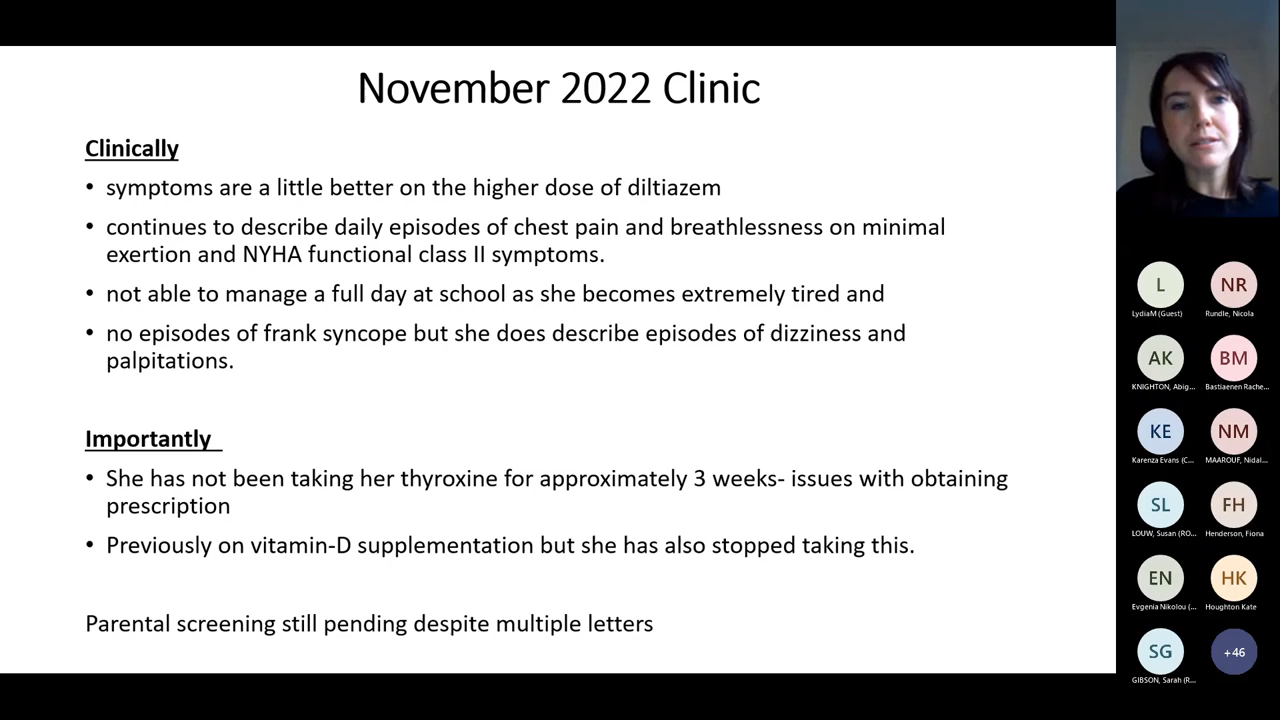 November 2022 Clinic
Clinically
• symptoms are a little better on the higher dose of diltiazem
• continues to describe daily episodes of chest pain and breathlessness on minimal
exertion and NYHA functional class II symptoms.
• not able to manage a full day at school as she becomes extremely tired and
• no episodes of frank syncope but she does describe episodes of dizziness and
palpitations.
Importantly
• She has not been taking her thyroxine for approximately 3 weeks- issues with obtaining
prescription
• Previously on vitamin-D supplementation but she has also stopped taking this.
Parental screening still pending despite multiple letters
L
LydiaM (Guest)
NR
Rundle, Nicola
AK
KNIGHTON, Abig...
BM
Bastiaenen Rache...
KE
Karenza Evans (C...
NM
MAAROUF, Nidal...
SL
LOUW, Susan (RO...
FH
Henderson, Fiona
EN
Evgenia Nikolou (...
HK
Houghton Kate
SG
GIBSON, Sarah (R...
+46